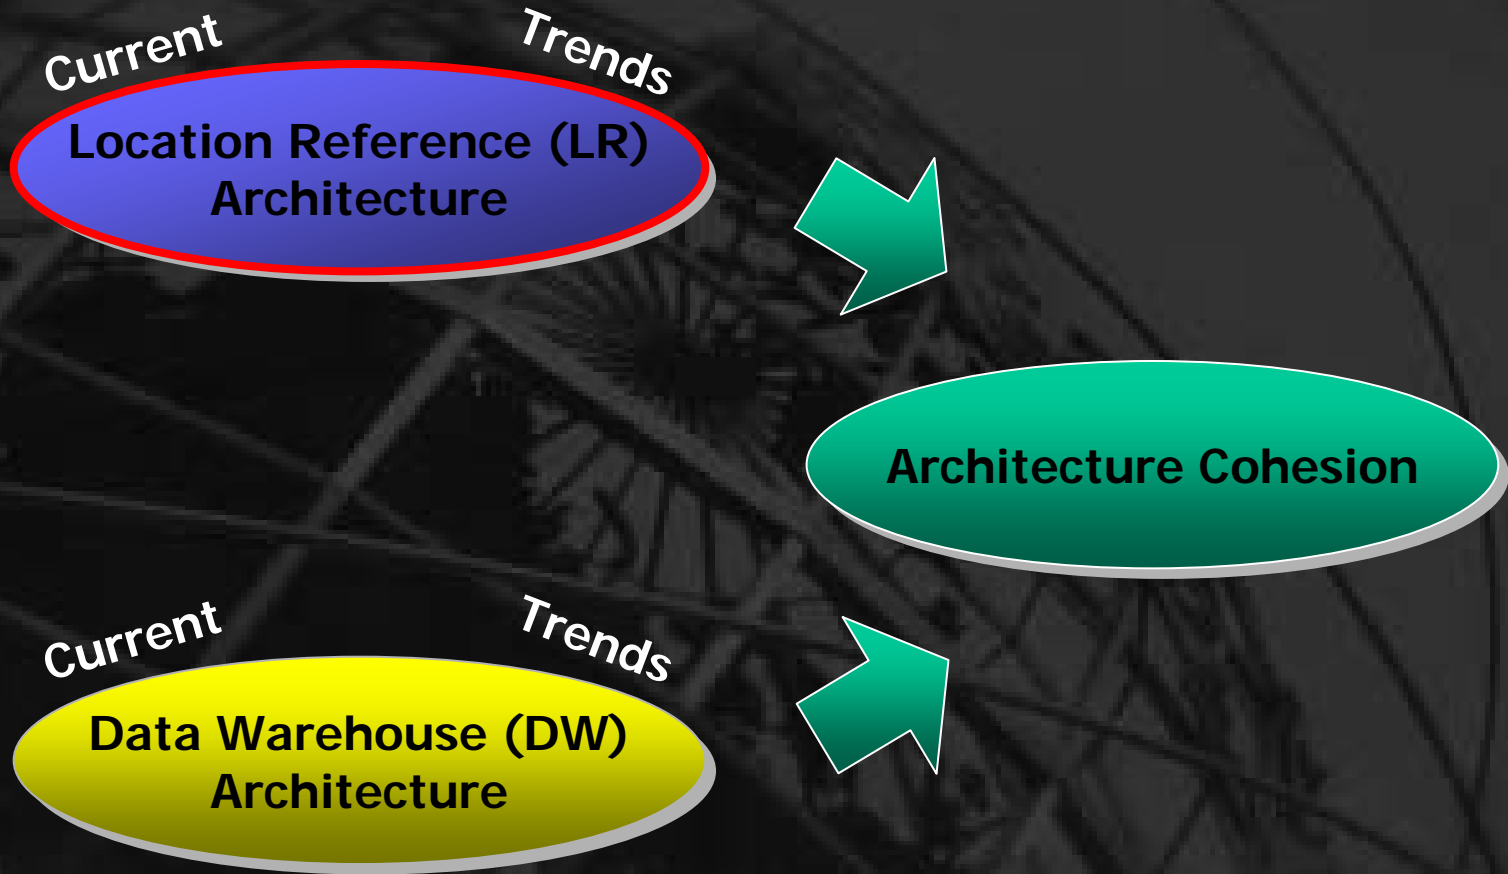 Current Trends
Location Reference (LR)
Architecture
Architecture Cohesion
Current Trends
Data Warehouse (DW)
Architecture